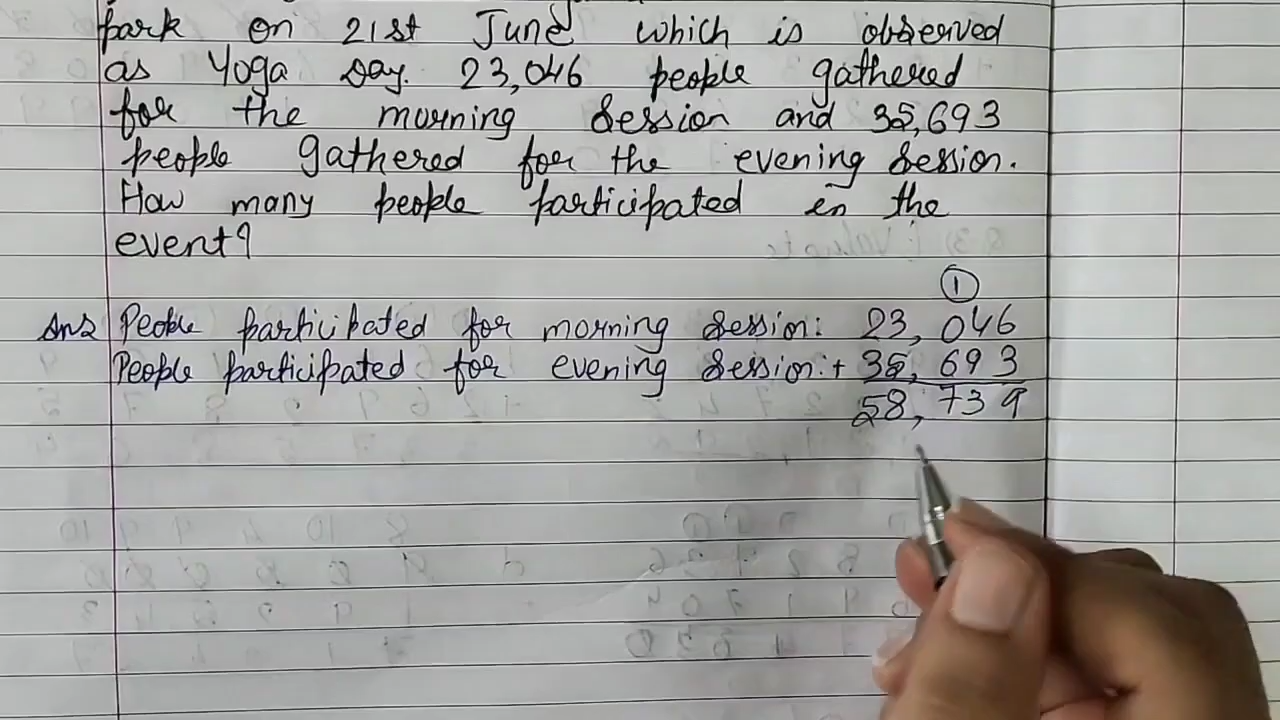 park on 21st June which is observed
as Yoga Day. 23,046 people gathered
for the morning Session and 35,693
people gathered for the evening Session.
How many people participated in the
event?
1
Ans People participated for morning Session: 23,046
People participated for evening Session: + 35,693
58,739